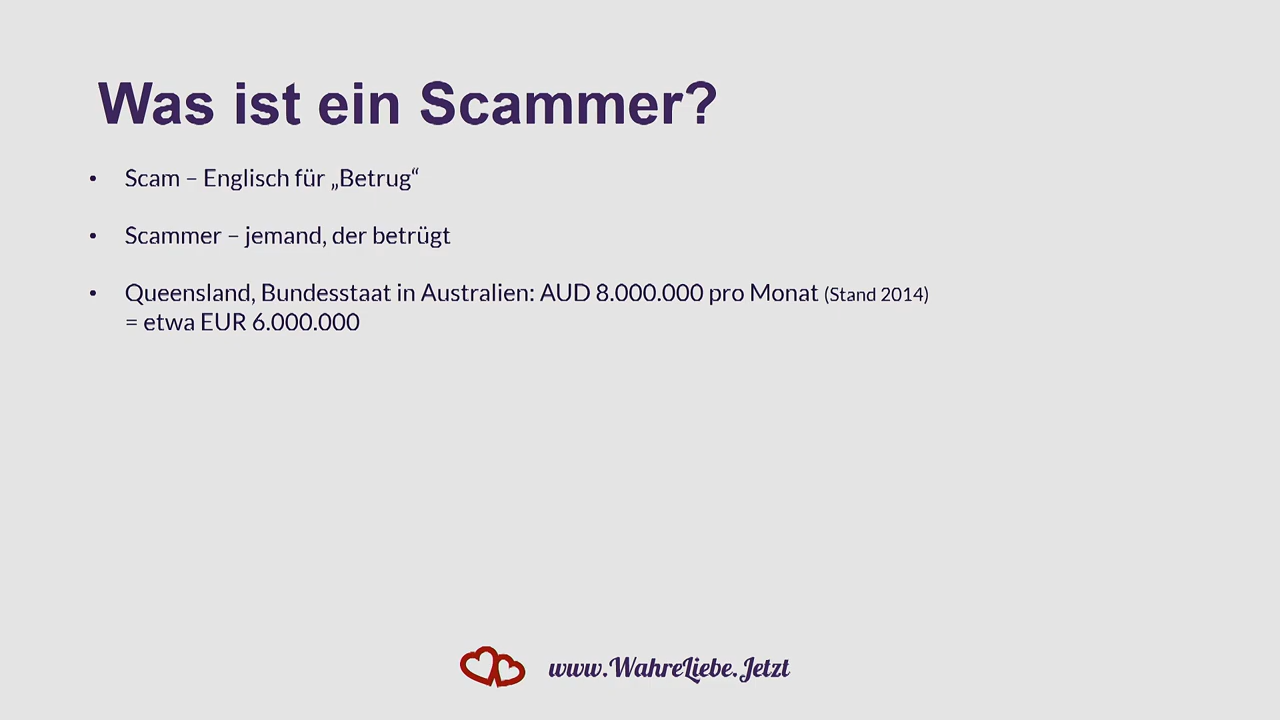 Was ist ein Scammer?
• Scam – Englisch für „Betrug“
• Scammer – jemand, der betrügt
• Queensland, Bundesstaat in Australien: AUD 8.000.000 pro Monat (Stand 2014)
= etwa EUR 6.000.000
www.WahreLiebe.Jetzt